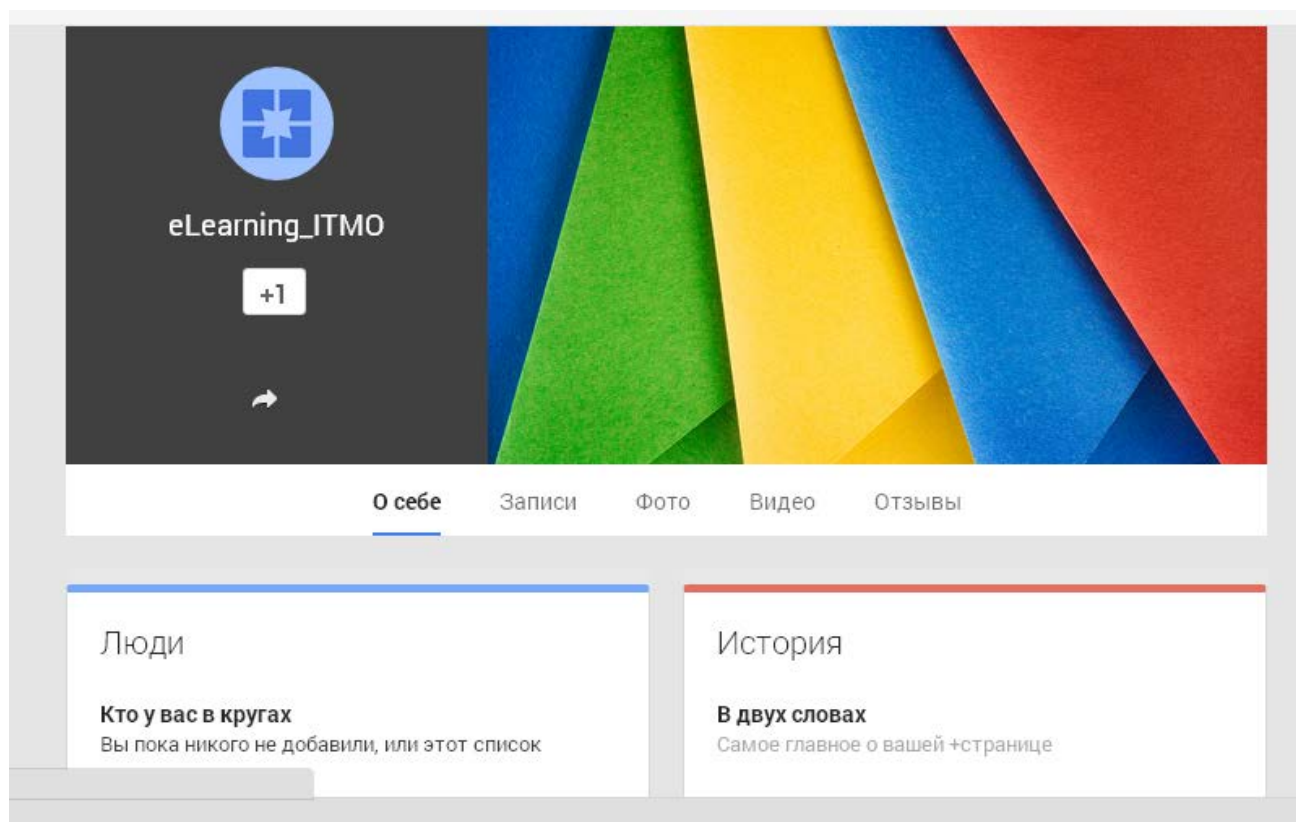 eLearning_ITMO
+1
О себе Записи Фото Видео Отзывы
Люди
Кто у вас в кругах
Вы пока никого не добавили, или этот список
История
В двух словах
Самое главное о вашей +странице